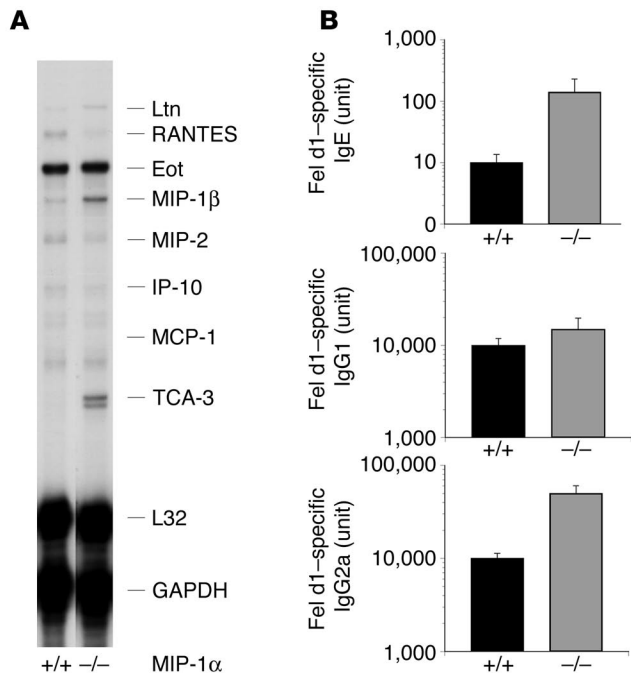 A
Ltn
RANTES
Eot
MIP-1β
MIP-2
IP-10
MCP-1
TCA-3
L32
GAPDH
+/+ –/– MIP-1α
B
Fel d1–specific
IgE (unit)
1,000
100
10
0
+/+ –/–
Fel d1–specific
IgG1 (unit)
100,000
10,000
1,000
+/+ –/–
Fel d1–specific
IgG2a (unit)
100,000
10,000
1,000
+/+ –/–